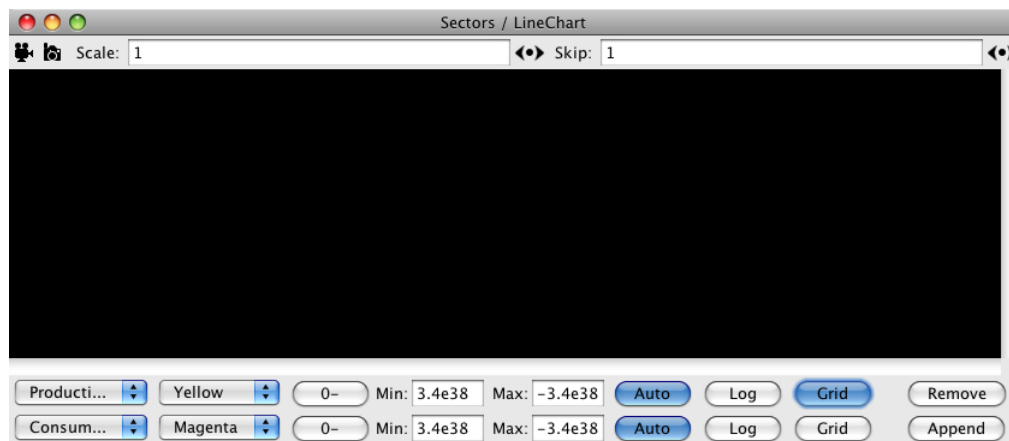 Sectors / LineChart
Scale: 1 Skip: 1
Producti... Yellow 0- Min: 3.4e38 Max: -3.4e38 Auto Log Grid Remove
Consum... Magenta 0- Min: 3.4e38 Max: -3.4e38 Auto Log Grid Append